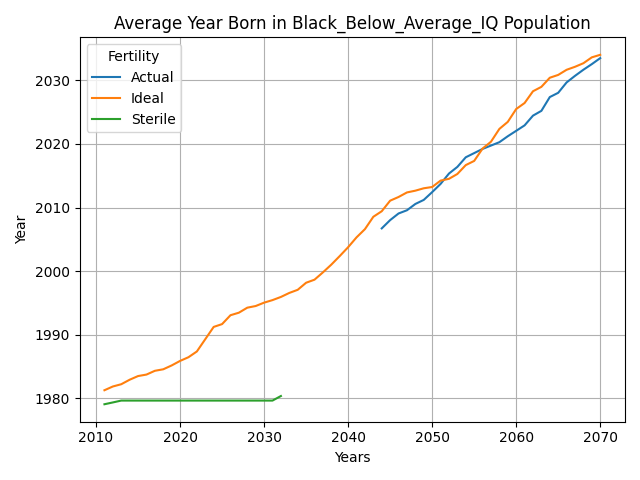 Average Year Born in Black_Below_Average_IQ Population
Fertility
Actual
Ideal
Sterile
Year
2030
2020
2010
2000
1990
1980
2010 2020 2030 2040 2050 2060 2070
Years